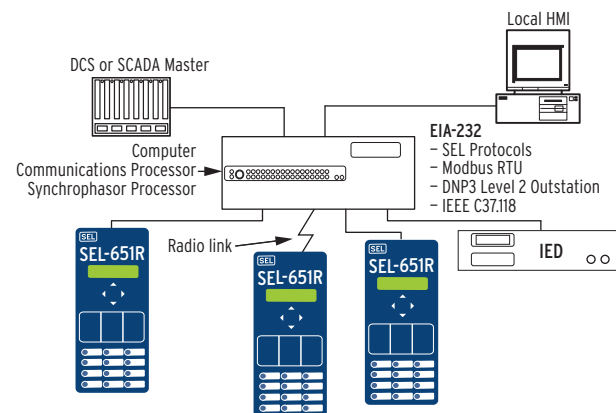 Local HMI
DCS or SCADA Master
EIA-232
– SEL Protocols
– Modbus RTU
– DNP3 Level 2 Outstation
– IEEE C37.118
Computer
Communications Processor
Synchrophasor Processor
Radio link
SEL
SEL-651R
SEL
SEL-651R
SEL
SEL-651R
IED